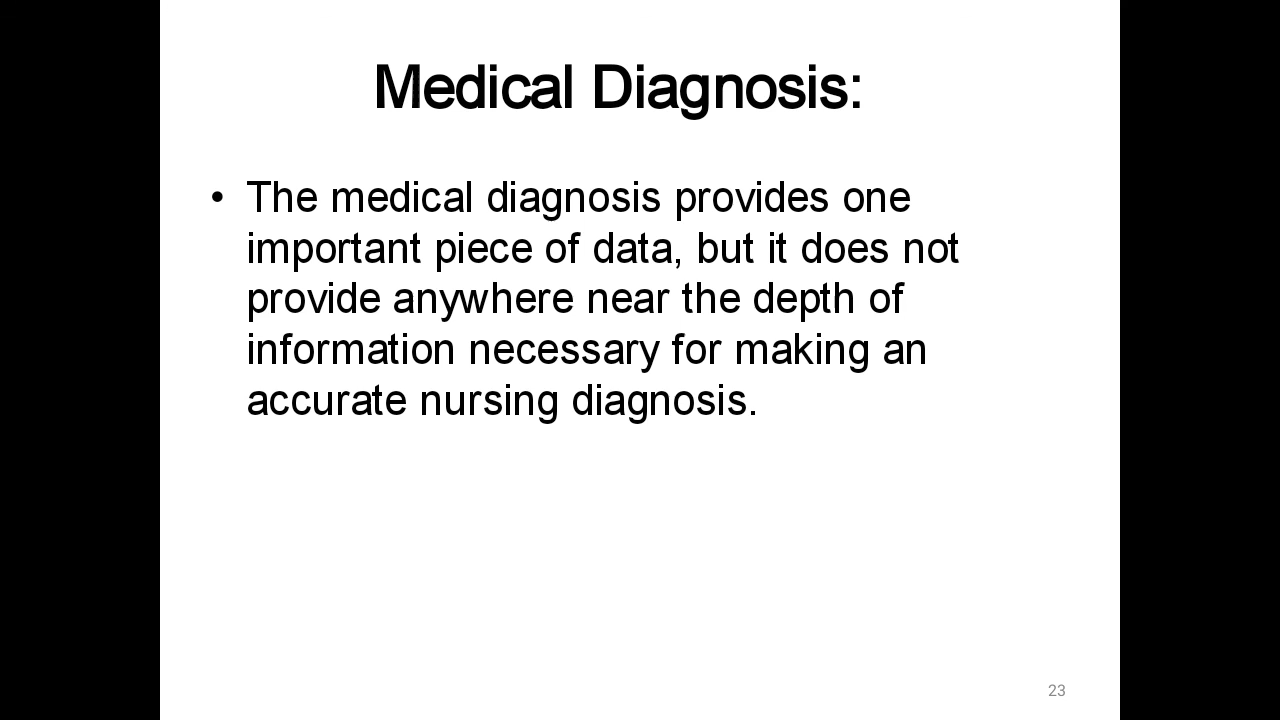 Medical Diagnosis:
• The medical diagnosis provides one
important piece of data, but it does not
provide anywhere near the depth of
information necessary for making an
accurate nursing diagnosis.
23